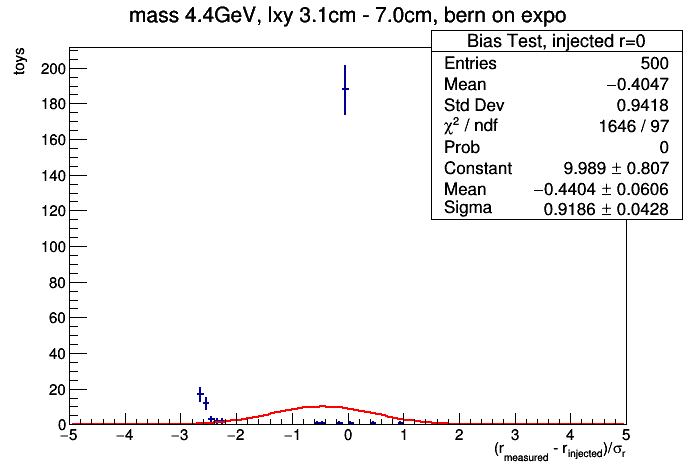 mass 4.4GeV, lxy 3.1cm - 7.0cm, bern on expo
Bias Test, injected r=0
Entries 500
Mean −0.4047
Std Dev 0.9418
χ² / ndf 1646 / 97
Prob 0
Constant 9.989 ± 0.807
Mean −0.4404 ± 0.0606
Sigma 0.9186 ± 0.0428
toys
200
180
160
140
120
100
80
60
40
20
0
−5 −4 −3 −2 −1 0 1 2 3 4 5
(r_measured - r_injected)/σ_r